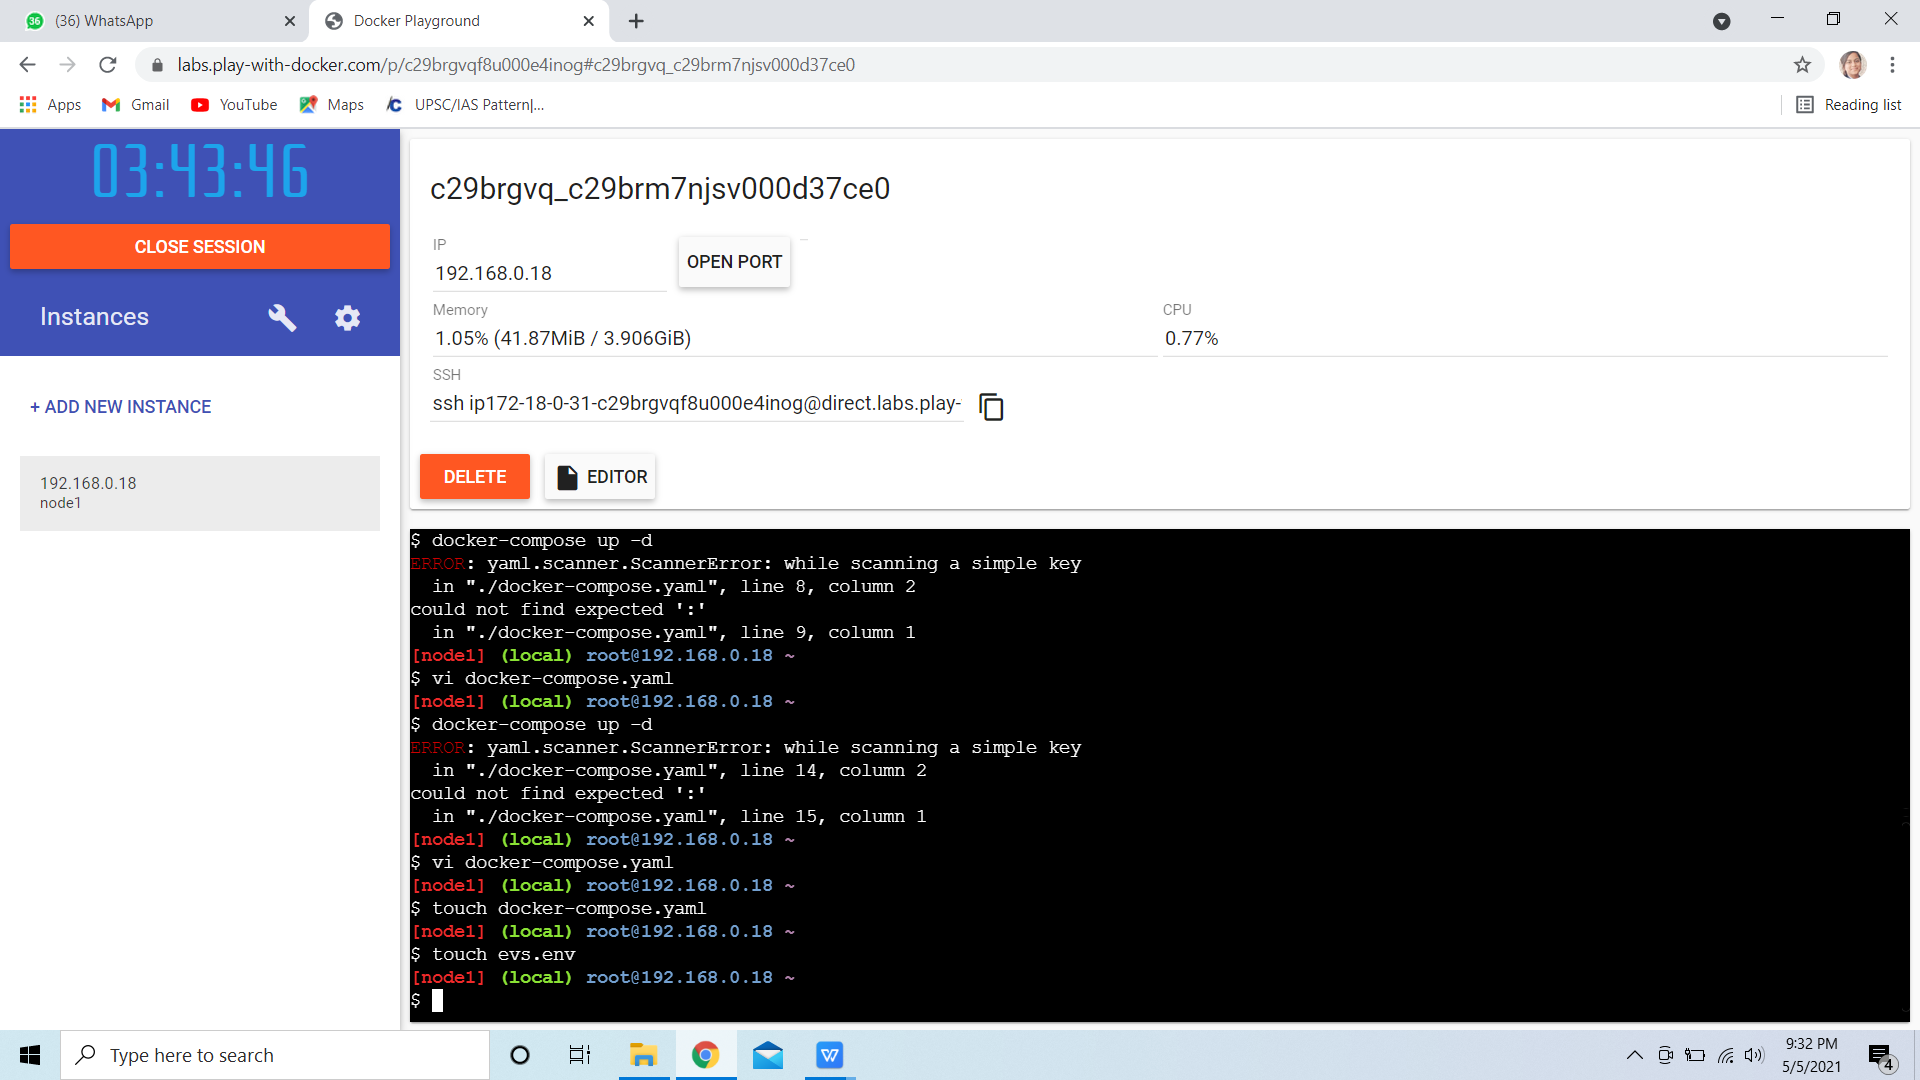 36
(36) WhatsApp
Docker Playground
labs.play-with-docker.com/p/c29brgvqf8u000e4inog#c29brgvq_c29brm7njsv000d37ce0
Apps
Gmail
YouTube
Maps
UPSC/IAS Pattern|...
Reading list
03:43:46
CLOSE SESSION
Instances
+ ADD NEW INSTANCE
192.168.0.18
node1
c29brgvq_c29brm7njsv000d37ce0
IP
192.168.0.18
OPEN PORT
Memory
1.05% (41.87MiB / 3.906GiB)
CPU
0.77%
SSH
ssh ip172-18-0-31-c29brgvqf8u000e4inog@direct.labs.play-
DELETE
EDITOR
$ docker-compose up -d
ERROR: yaml.scanner.ScannerError: while scanning a simple key
in "./docker-compose.yaml", line 8, column 2
could not find expected ':'
in "./docker-compose.yaml", line 9, column 1
[node1] (local) root@192.168.0.18 ~
$ vi docker-compose.yaml
[node1] (local) root@192.168.0.18 ~
$ docker-compose up -d
ERROR: yaml.scanner.ScannerError: while scanning a simple key
in "./docker-compose.yaml", line 14, column 2
could not find expected ':'
in "./docker-compose.yaml", line 15, column 1
[node1] (local) root@192.168.0.18 ~
$ vi docker-compose.yaml
[node1] (local) root@192.168.0.18 ~
$ touch docker-compose.yaml
[node1] (local) root@192.168.0.18 ~
$ touch evs.env
[node1] (local) root@192.168.0.18 ~
$
Type here to search
9:32 PM
5/5/2021
4